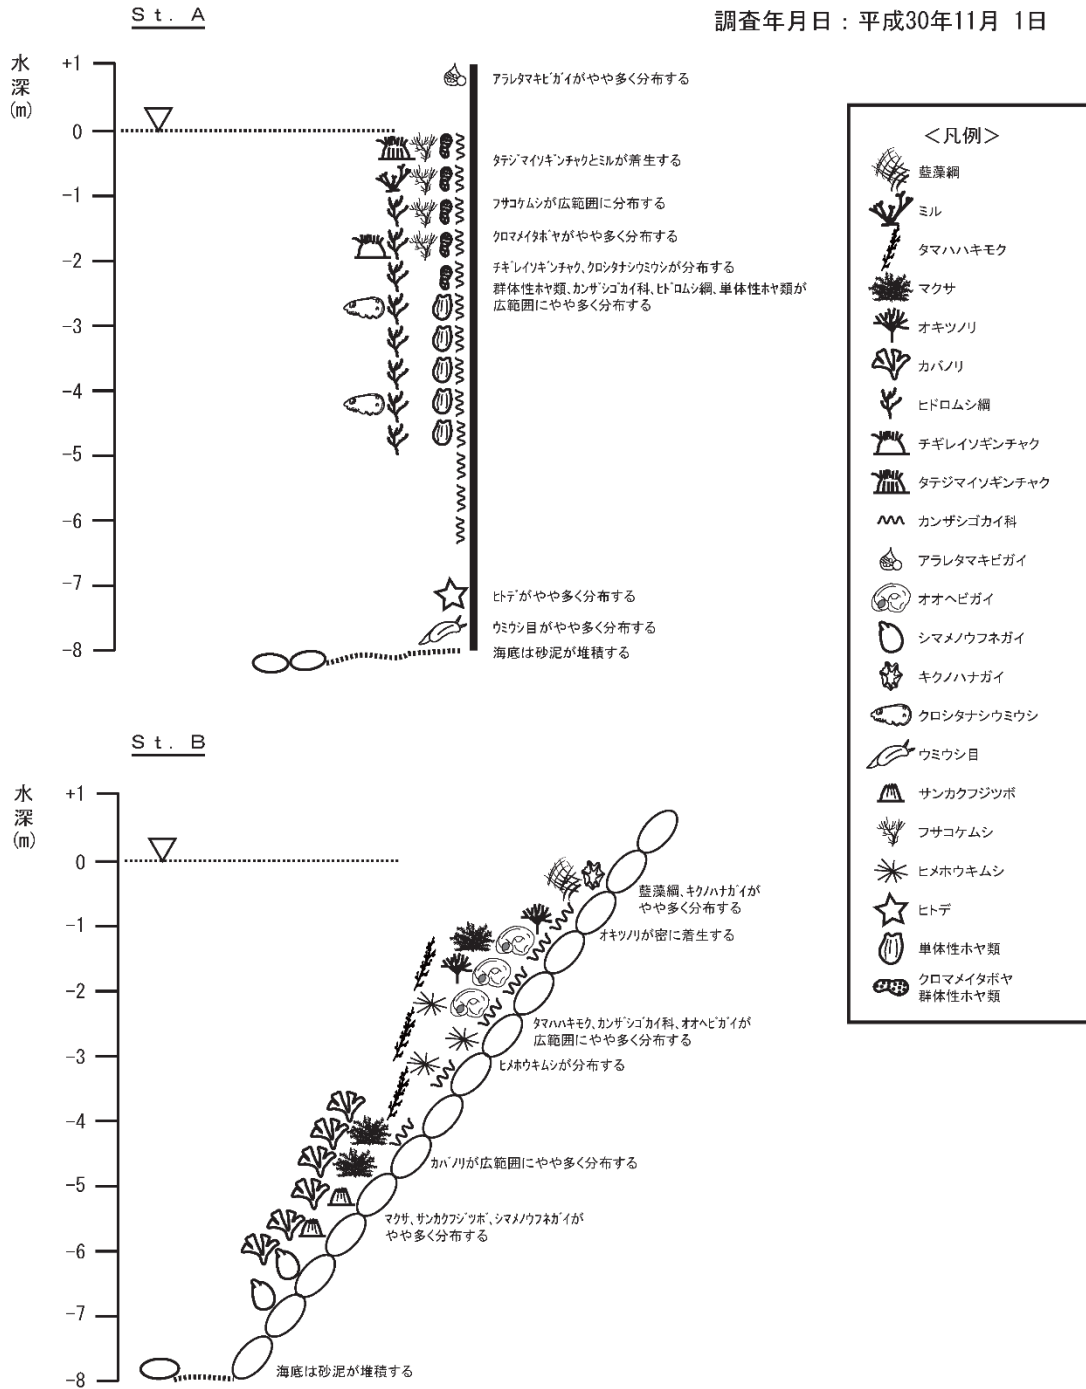 St. A
調査年月日：平成30年11月 1日
水深(m)
+1
0
-1
-2
-3
-4
-5
-6
-7
-8
アラレタマキビガイがやや多く分布する
タテジマイソギンチャクとミルが着生する
フサコケムシが広範囲に分布する
クロマメイタボヤがやや多く分布する
チギレイソギンチャク、クロシタナシウミウシが分布する
群体性ホヤ類、カンザシゴカイ科、ヒドロムシ綱、単体性ホヤ類が
広範囲にやや多く分布する
ヒトデがやや多く分布する
ウミウシ目がやや多く分布する
海底は砂泥が堆積する
＜凡例＞
藍藻綱
ミル
タマハハキモク
マクサ
オキツノリ
カバノリ
ヒドロムシ綱
チギレイソギンチャク
タテジマイソギンチャク
カンザシゴカイ科
アラレタマキビガイ
オオヘビガイ
シマメノウフネガイ
キクノハナガイ
クロシタナシウミウシ
ウミウシ目
サンカクフジツボ
フサコケムシ
ヒメホウキムシ
ヒトデ
単体性ホヤ類
クロマメイタボヤ
群体性ホヤ類
St. B
水深(m)
+1
0
-1
-2
-3
-4
-5
-6
-7
-8
藍藻綱、キクノハナガイが
やや多く分布する
オキツノリが密に着生する
タマハハキモク、カンザシゴカイ科、オオヘビガイが
広範囲にやや多く分布する
ヒメホウキムシが分布する
カバノリが広範囲にやや多く分布する
マクサ、サンカクフジツボ、シマメノウフネガイが
やや多く分布する
海底は砂泥が堆積する